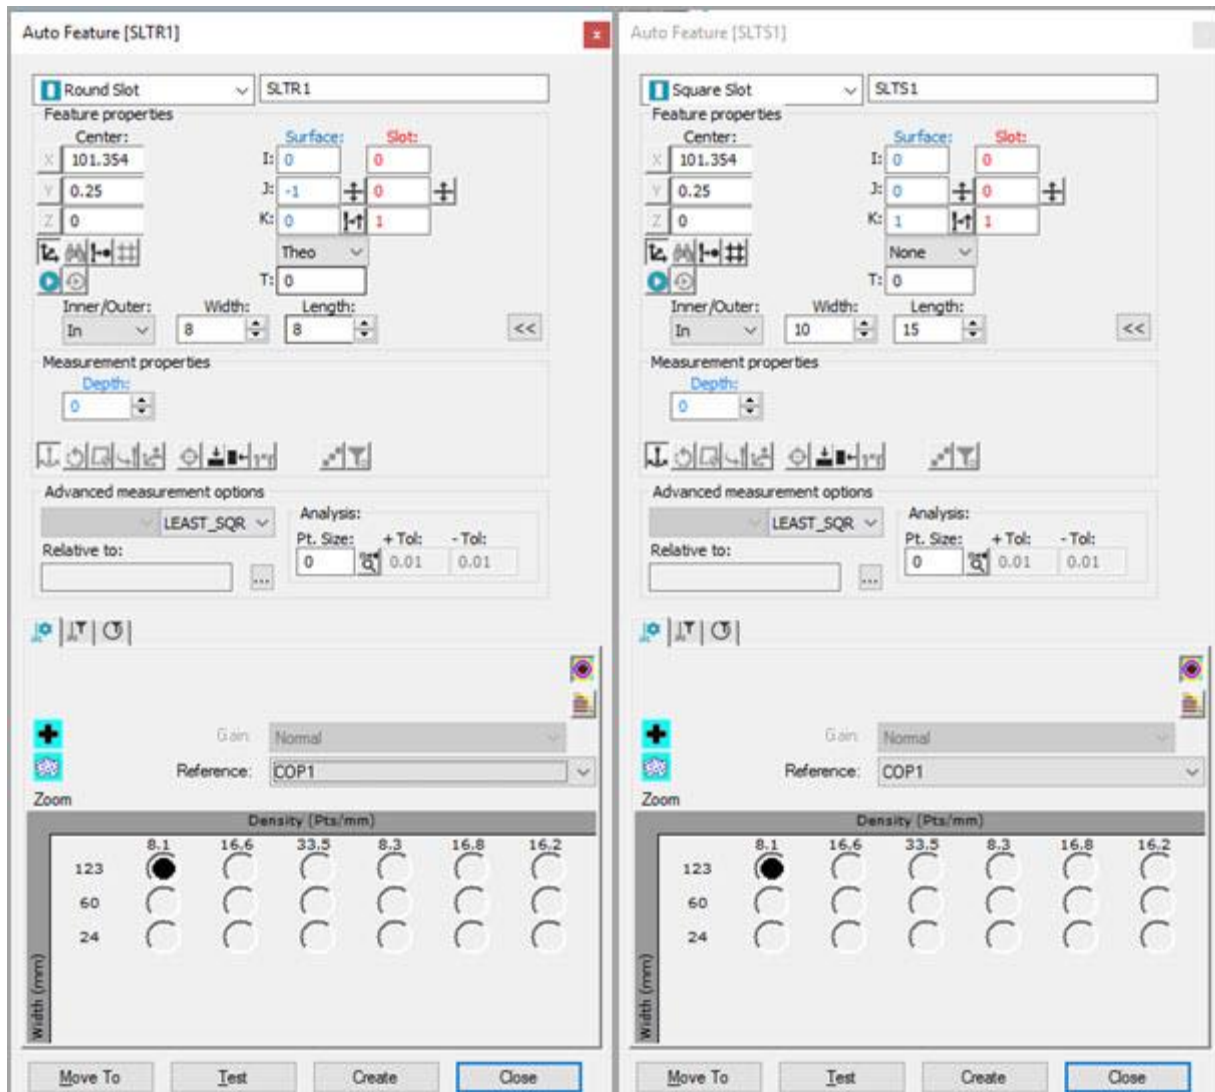 Auto Feature [SLTR1]
x
Round Slot
SLTR1
Feature properties
Center:
Surface:
Slot:
X 101.354
I: 0 0
Y 0.25
J: -1 0
Z 0
K: 0 1
Theo
T: 0
Inner/Outer:
Width:
Length:
In
8
8
<<
Measurement properties
Depth:
0
Advanced measurement options
LEAST_SQR
Analysis:
Pt. Size:
+ Tol:
- Tol:
0
0.01
0.01
Relative to:
...
Gain:
Normal
Reference:
COP1
Zoom
Density (Pts/mm)
8.1 16.6 33.5 8.3 16.8 16.2
123
60
24
Width (mm)
Move To
Test
Create
Close
Auto Feature [SLTS1]
Square Slot
SLTS1
Feature properties
Center:
Surface:
Slot:
X 101.354
I: 0 0
Y 0.25
J: 0 0
Z 0
K: 1 1
None
T: 0
Inner/Outer:
Width:
Length:
In
10
15
<<
Measurement properties
Depth:
0
Advanced measurement options
LEAST_SQR
Analysis:
Pt. Size:
+ Tol:
- Tol:
0
0.01
0.01
Relative to:
...
Gain:
Normal
Reference:
COP1
Zoom
Density (Pts/mm)
8.1 16.6 33.5 8.3 16.8 16.2
123
60
24
Width (mm)
Move To
Test
Create
Close